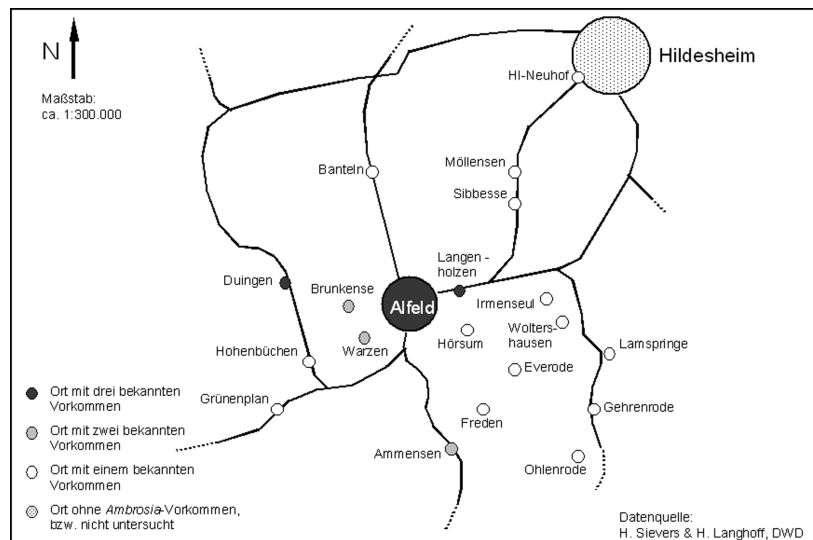 N
Maßstab:
ca. 1:300.000
Hildesheim
HI-Neuhof
Banteln
Möllensen
Sibbesse
Langen-
holzen
Duingen
Brunkense
Alfeld
Irmenseul
Wolters-
hausen
Warzen
Hörsum
Lamspringe
Hohenbüchen
Everode
Grünenplan
Freden
Gehrenrode
Ammensen
Ohlenrode
Ort mit drei bekannten
Vorkommen
Ort mit zwei bekannten
Vorkommen
Ort mit einem bekannten
Vorkommen
Ort ohne Ambrosia-Vorkommen,
bzw. nicht untersucht
Datenquelle:
H. Sievers & H. Langhoff, DWD